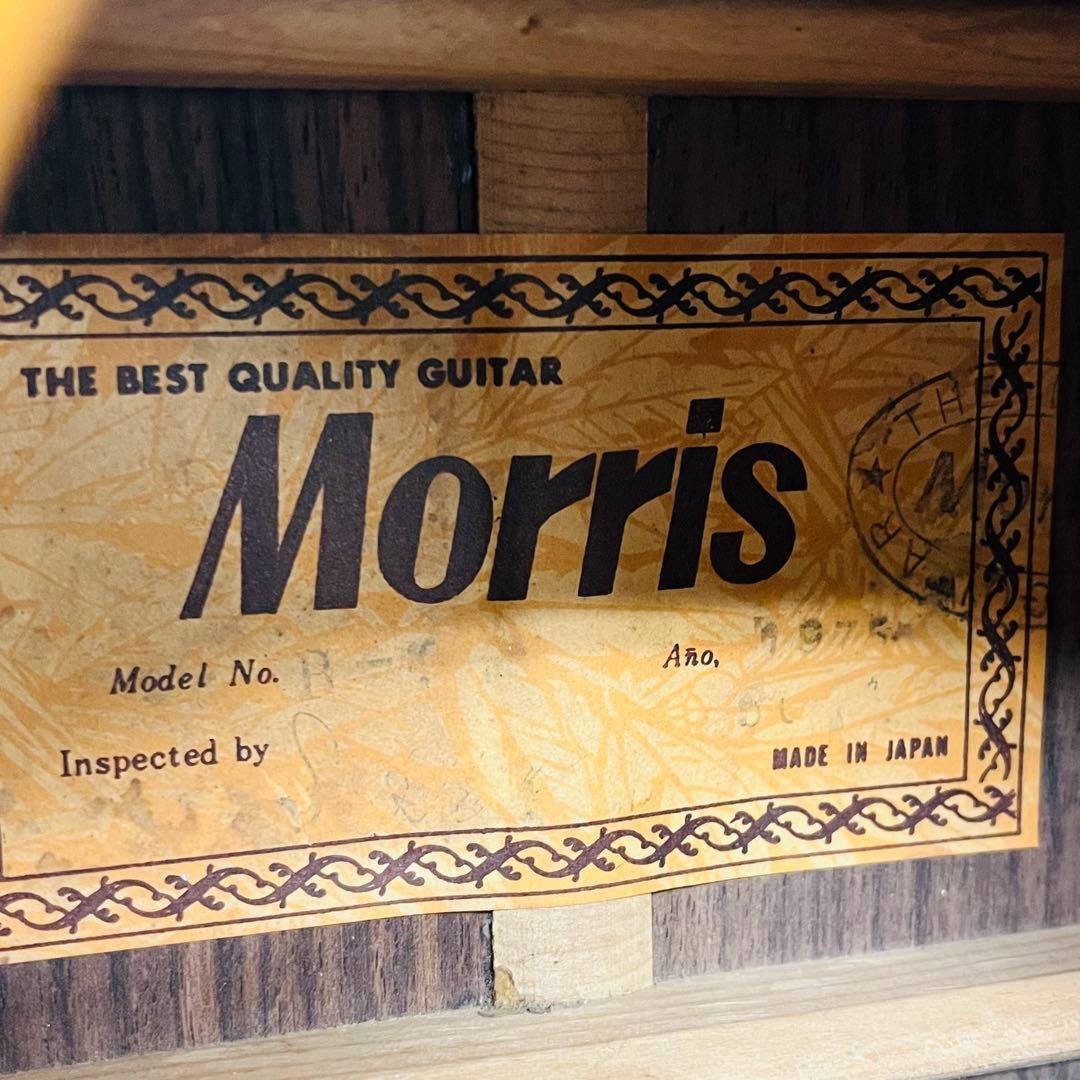 THE BEST QUALITY GUITAR
Morris
Model No.
Año,
Inspected by
MADE IN JAPAN